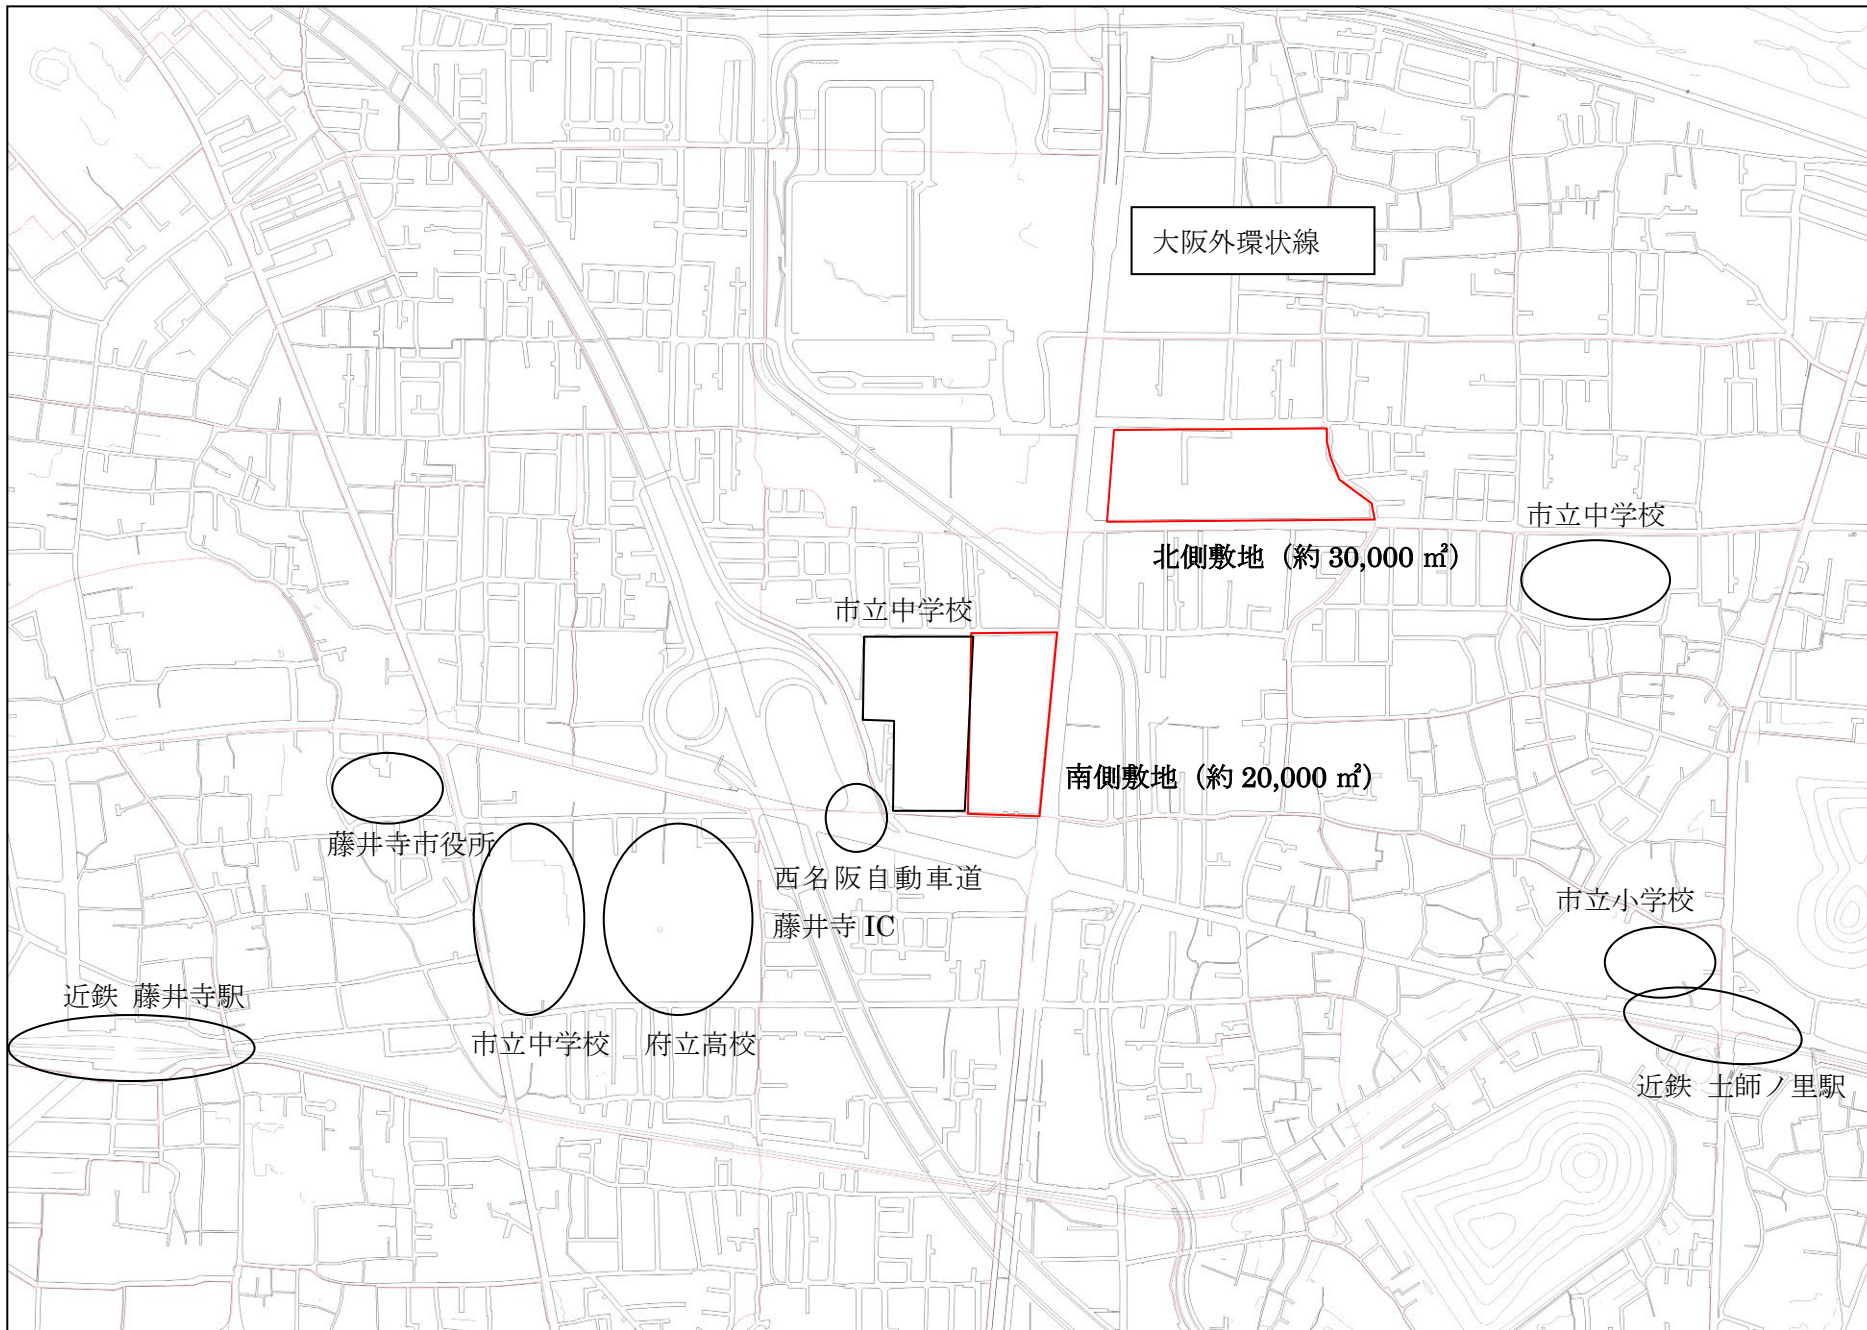 大阪外環状線
市立中学校
北側敷地（約 30,000 ㎡）
市立中学校
南側敷地（約 20,000 ㎡）
藤井寺市役所
西名阪自動車道
藤井寺 IC
市立小学校
近鉄 藤井寺駅
市立中学校
府立高校
近鉄 土師ノ里駅